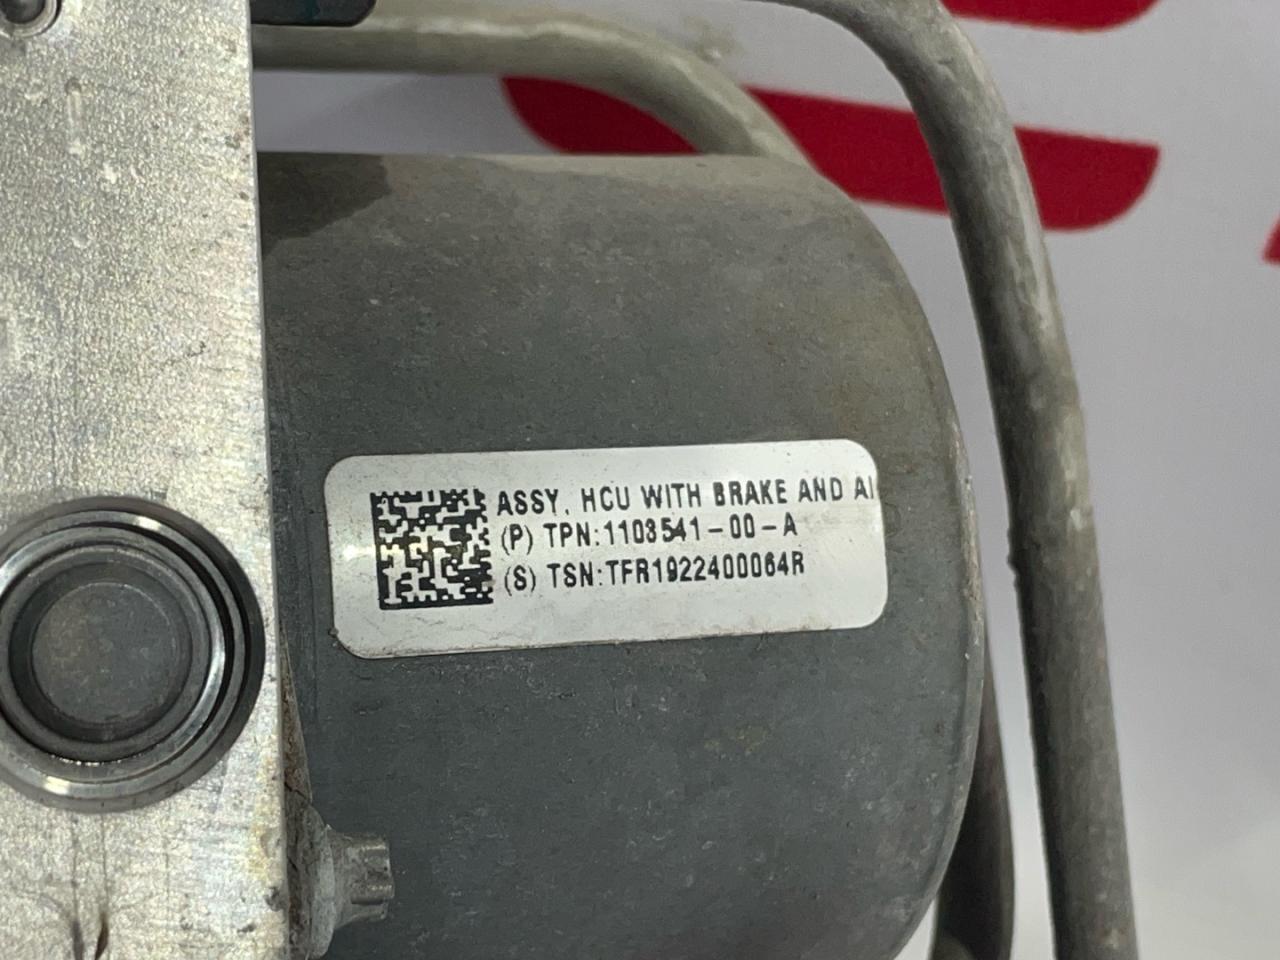 ASSY, HCU WITH BRAKE AND AI
(P) TPN:1103541-00-A
(S) TSN:TFR1922400064R